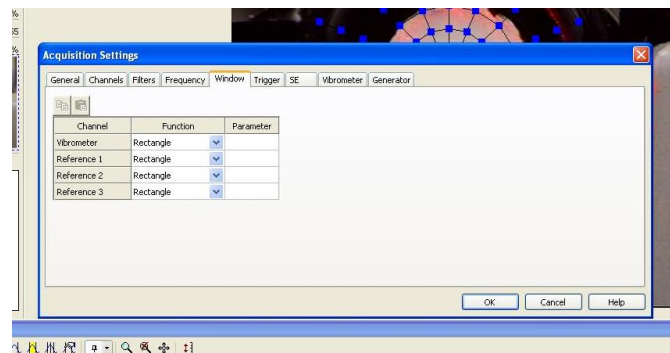 %
%
Acquisition Settings
General Channels Filters Frequency Window Trigger SE Vibrometer Generator
Channel Function Parameter
Vibrometer Rectangle
Reference 1 Rectangle
Reference 2 Rectangle
Reference 3 Rectangle
OK Cancel Help